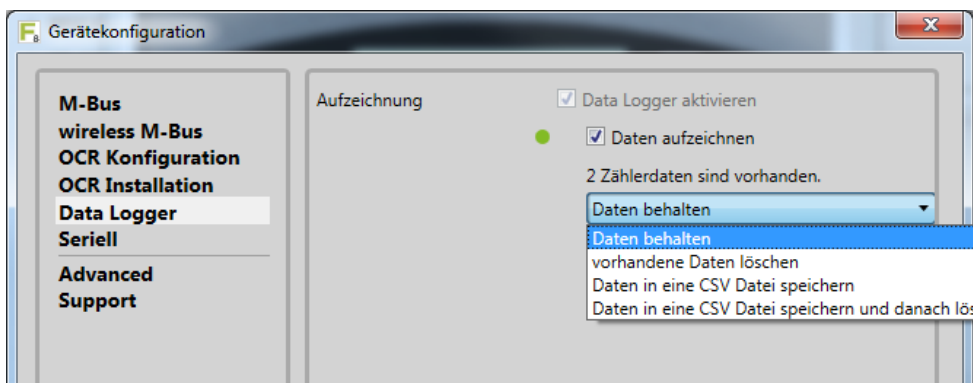 Gerätekonfiguration
M-Bus
wireless M-Bus
OCR Konfiguration
OCR Installation
Data Logger
Seriell
Advanced
Support
Aufzeichnung
Data Logger aktivieren
Daten aufzeichnen
2 Zählerdaten sind vorhanden.
Daten behalten
Daten behalten
vorhandene Daten löschen
Daten in eine CSV Datei speichern
Daten in eine CSV Datei speichern und danach lös